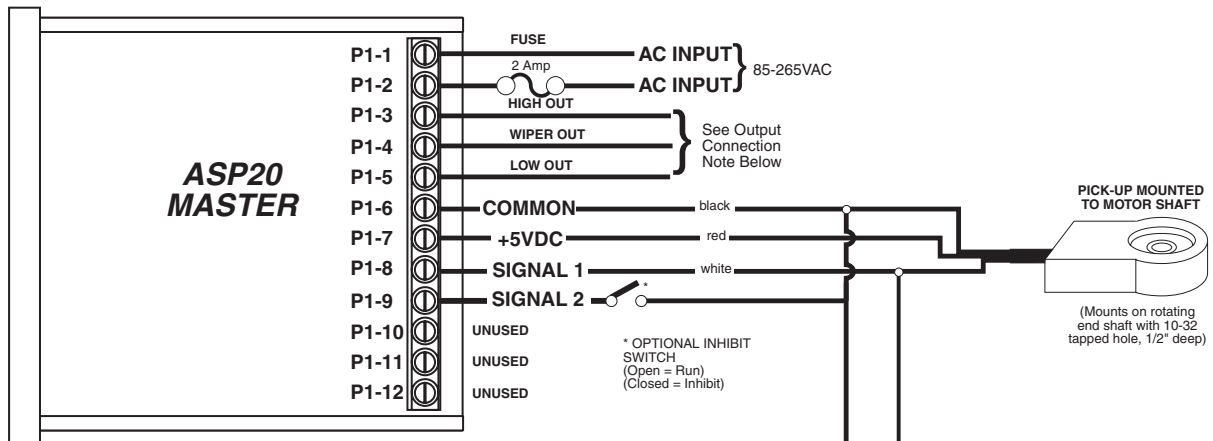 ASP20
MASTER
P1-1
P1-2
P1-3
P1-4
P1-5
P1-6
P1-7
P1-8
P1-9
P1-10
P1-11
P1-12
FUSE
2 Amp
AC INPUT
AC INPUT
85-265VAC
HIGH OUT
WIPER OUT
LOW OUT
See Output
Connection
Note Below
COMMON
black
+5VDC
red
SIGNAL 1
white
SIGNAL 2
*
UNUSED
UNUSED
UNUSED
* OPTIONAL INHIBIT
SWITCH
(Open = Run)
(Closed = Inhibit)
PICK-UP MOUNTED
TO MOTOR SHAFT
(Mounts on rotating
end shaft with 10-32
tapped hole, 1/2" deep)